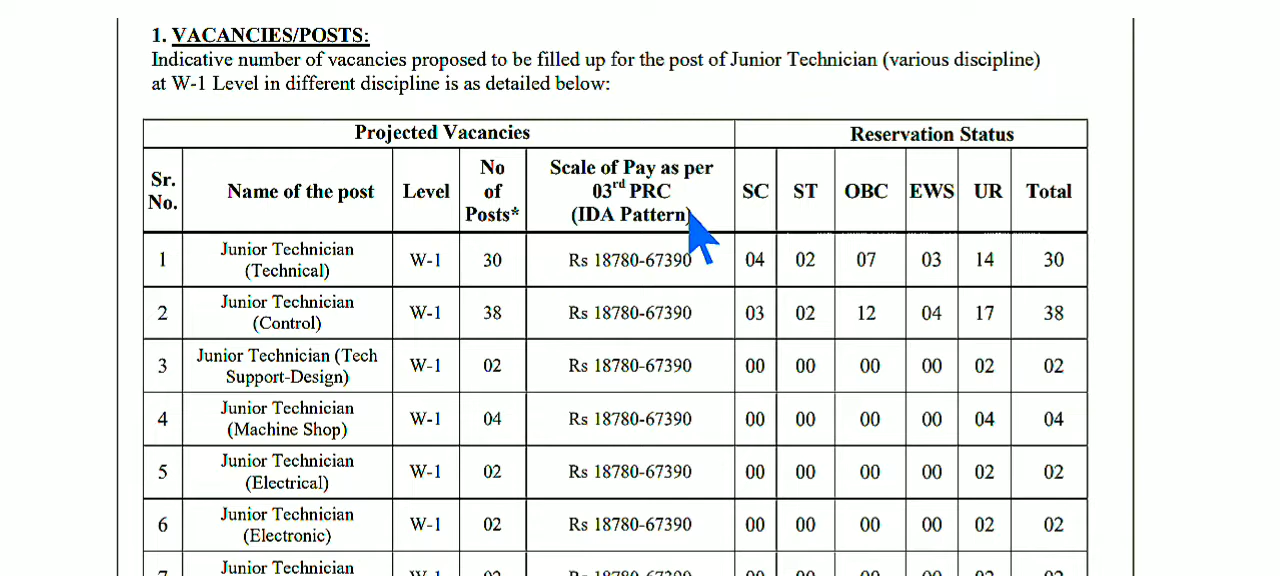 1. VACANCIES/POSTS:
Indicative number of vacancies proposed to be filled up for the post of Junior Technician (various discipline)
at W-1 Level in different discipline is as detailed below:
Projected Vacancies Reservation Status
Sr. No. Name of the post Level No of Posts* Scale of Pay as per 03rd PRC (IDA Pattern) SC ST OBC EWS UR Total
1 Junior Technician (Technical) W-1 30 Rs 18780-67390 04 02 07 03 14 30
2 Junior Technician (Control) W-1 38 Rs 18780-67390 03 02 12 04 17 38
3 Junior Technician (Tech Support-Design) W-1 02 Rs 18780-67390 00 00 00 00 02 02
4 Junior Technician (Machine Shop) W-1 04 Rs 18780-67390 00 00 00 00 04 04
5 Junior Technician (Electrical) W-1 02 Rs 18780-67390 00 00 00 00 02 02
6 Junior Technician (Electronic) W-1 02 Rs 18780-67390 00 00 00 00 02 02
Junior Technician